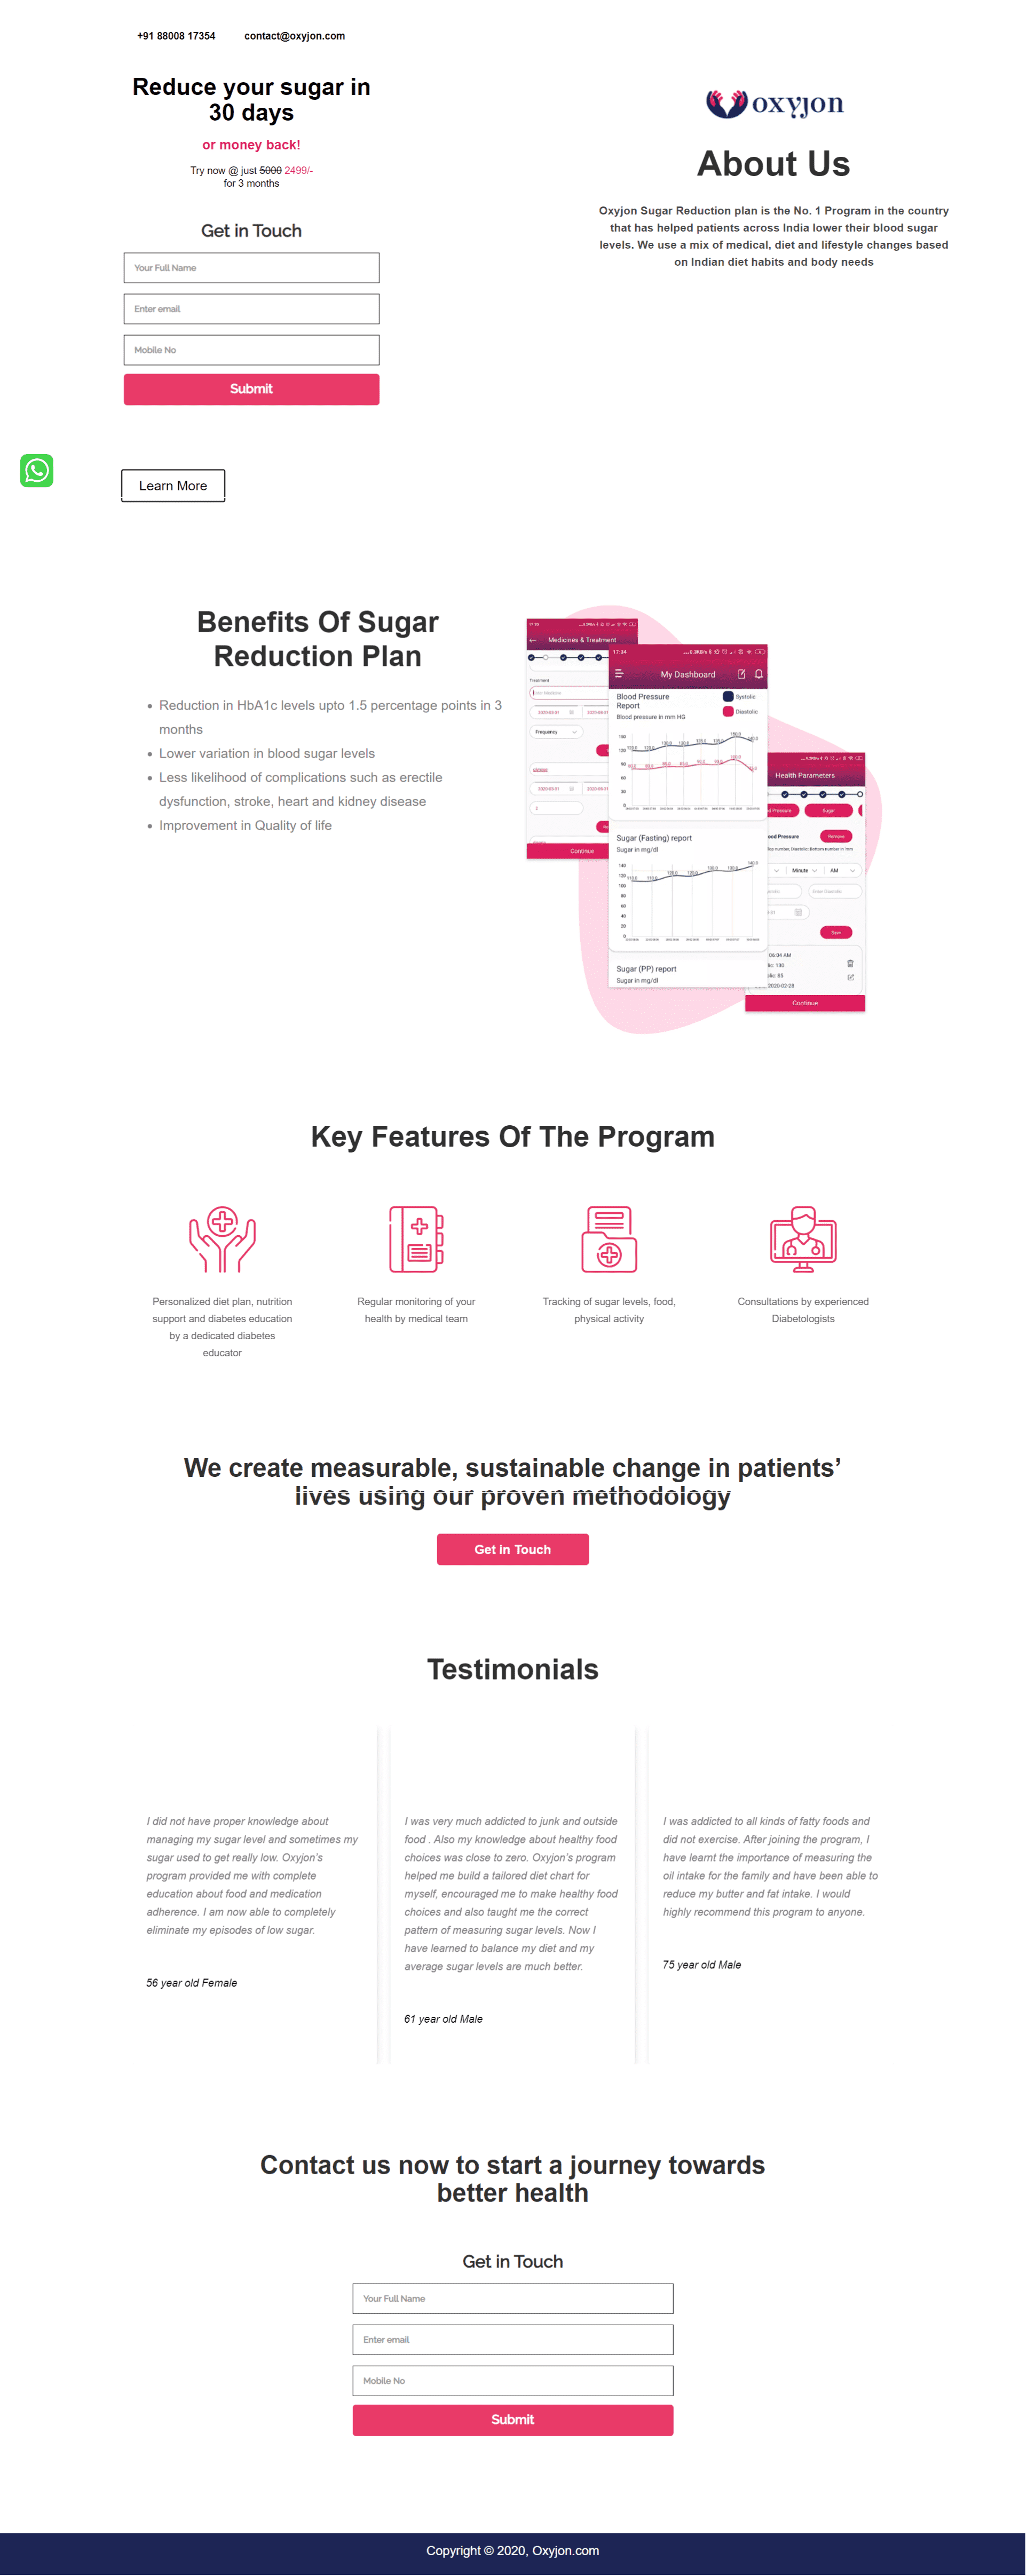 +91 88008 17354 contact@oxyjon.com
Reduce your sugar in
30 days
or money back!
Try now @ just 5000 2499/-
for 3 months
Get in Touch
Your Full Name
Enter email
Mobile No
Submit
Learn More
oxyjon
About Us
Oxyjon Sugar Reduction plan is the No. 1 Program in the country
that has helped patients across India lower their blood sugar
levels. We use a mix of medical, diet and lifestyle changes based
on Indian diet habits and body needs
Benefits Of Sugar
Reduction Plan
Reduction in HbA1c levels upto 1.5 percentage points in 3
months
Lower variation in blood sugar levels
Less likelihood of complications such as erectile
dysfunction, stroke, heart and kidney disease
Improvement in Quality of life
Medicines & Treatment
Treatment
Frequency
Continue
17:34
My Dashboard
Blood Pressure
Report
Blood pressure in mm HG
Systolic
Diastolic
Sugar (Fasting) report
Sugar in mg/dl
Sugar (PP) report
Sugar in mg/dl
Health Parameters
Sugar
Remove
Minute
AM
Save
06:04 AM
130
85
2020-02-28
Continue
Key Features Of The Program
Personalized diet plan, nutrition
support and diabetes education
by a dedicated diabetes
educator
Regular monitoring of your
health by medical team
Tracking of sugar levels, food,
physical activity
Consultations by experienced
Diabetologists
We create measurable, sustainable change in patients’
lives using our proven methodology
Get in Touch
Testimonials
I did not have proper knowledge about
managing my sugar level and sometimes my
sugar used to get really low. Oxyjon’s
program provided me with complete
education about food and medication
adherence. I am now able to completely
eliminate my episodes of low sugar.
56 year old Female
I was very much addicted to junk and outside
food . Also my knowledge about healthy food
choices was close to zero. Oxyjon’s program
helped me build a tailored diet chart for
myself, encouraged me to make healthy food
choices and also taught me the correct
pattern of measuring sugar levels. Now I
have learned to balance my diet and my
average sugar levels are much better.
61 year old Male
I was addicted to all kinds of fatty foods and
did not exercise. After joining the program, I
have learnt the importance of measuring the
oil intake for the family and have been able to
reduce my butter and fat intake. I would
highly recommend this program to anyone.
75 year old Male
Contact us now to start a journey towards
better health
Get in Touch
Your Full Name
Enter email
Mobile No
Submit
Copyright © 2020, Oxyjon.com